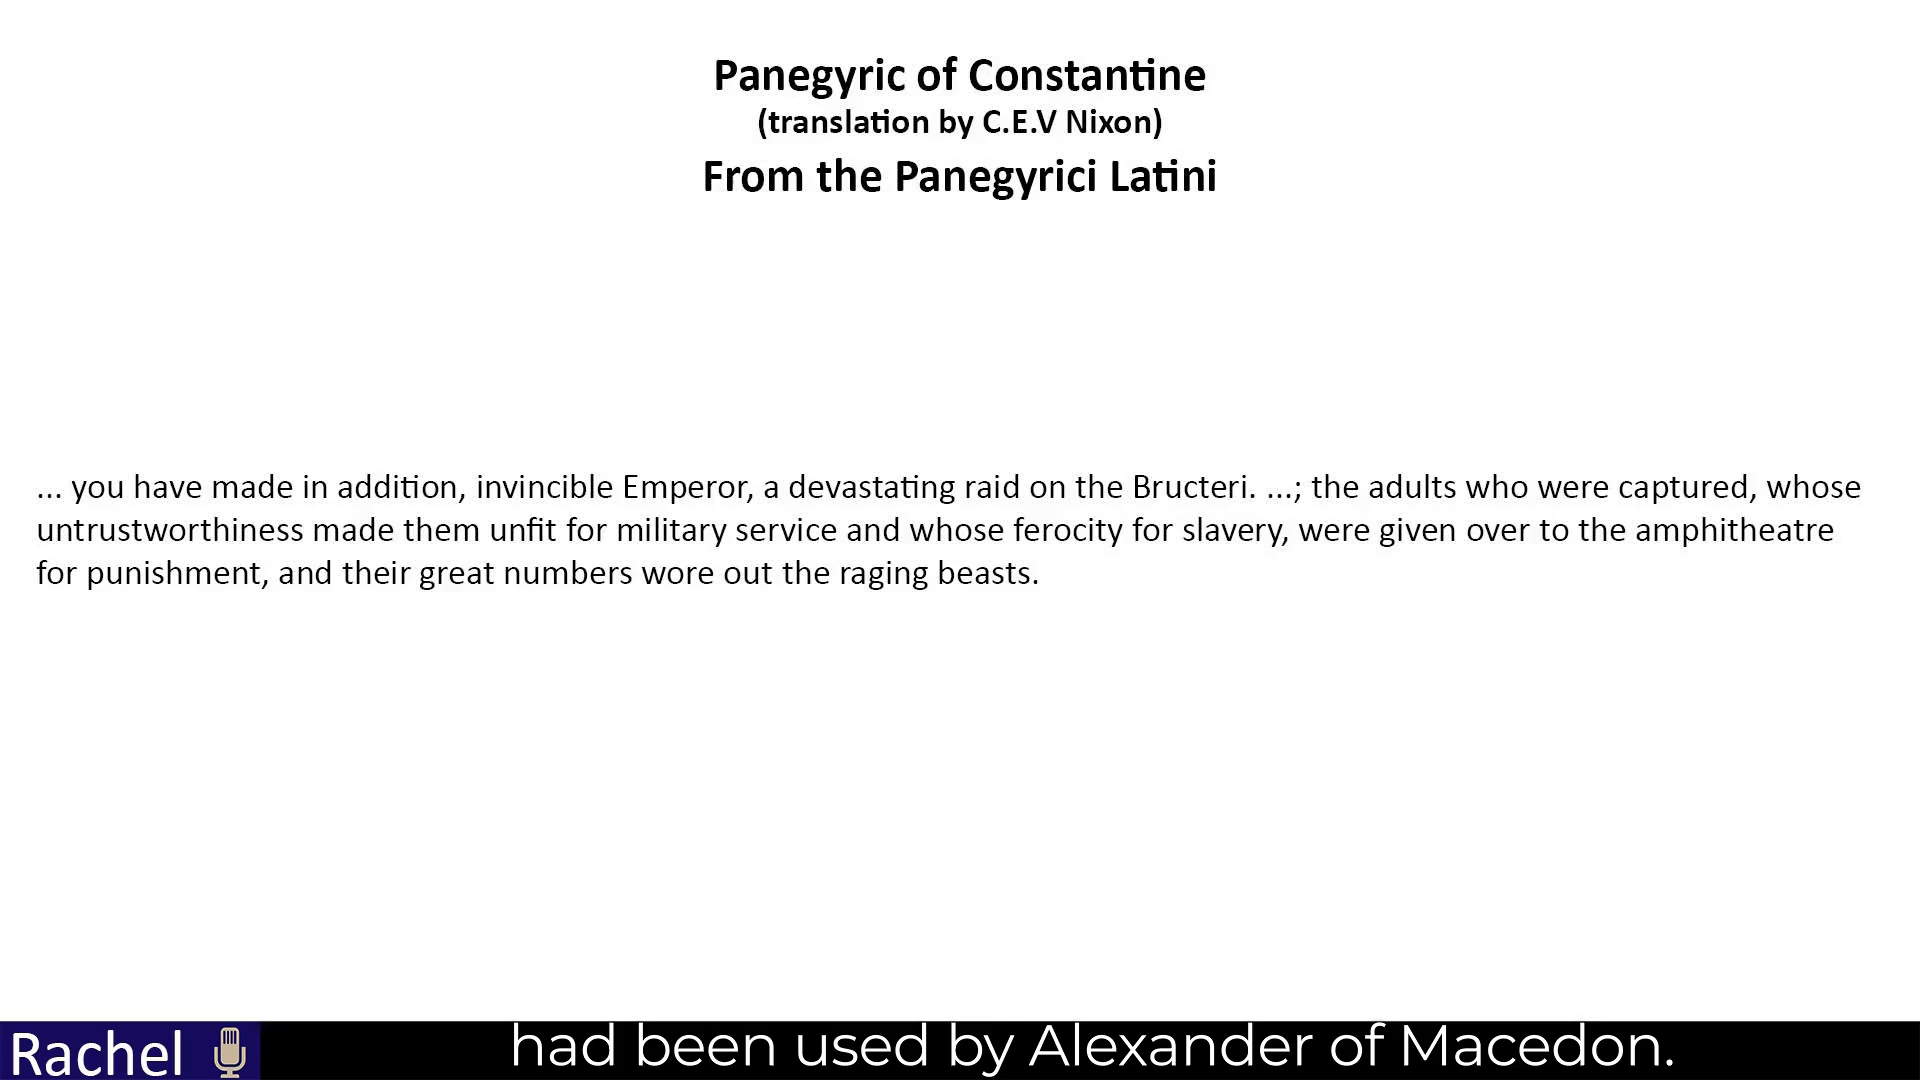 Panegyric of Constantine
(translation by C.E.V Nixon)
From the Panegyrici Latini
... you have made in addition, invincible Emperor, a devastating raid on the Bructeri. ...; the adults who were captured, whose
untrustworthiness made them unfit for military service and whose ferocity for slavery, were given over to the amphitheatre
for punishment, and their great numbers wore out the raging beasts.
Rachel
had been used by Alexander of Macedon.